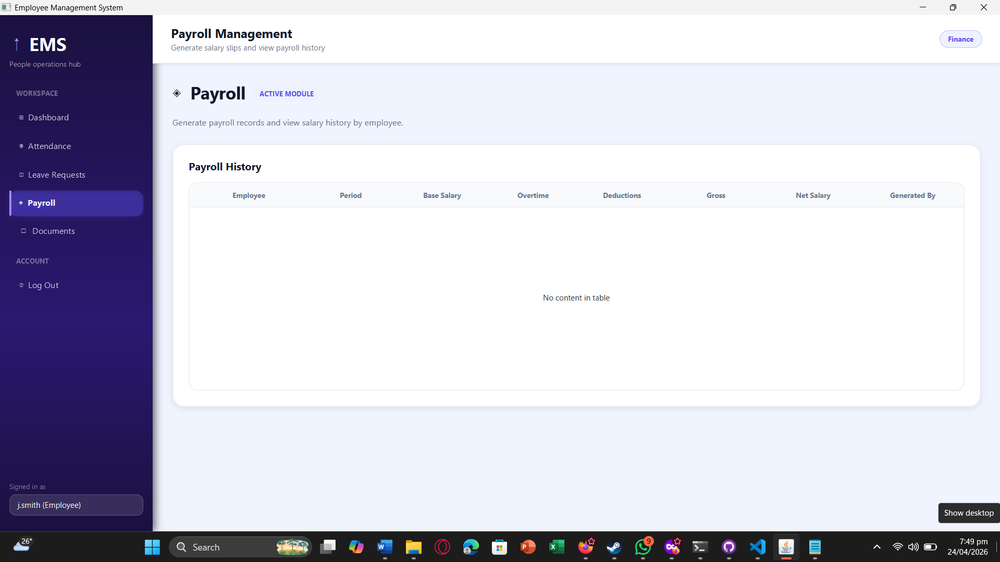 Employee Management System
EMS
People operations hub
WORKSPACE
Dashboard
Attendance
Leave Requests
Payroll
Documents
ACCOUNT
Log Out
Signed in as
j.smith (Employee)
Payroll Management
Generate salary slips and view payroll history
Finance
Payroll
ACTIVE MODULE
Generate payroll records and view salary history by employee.
Payroll History
Employee Period Base Salary Overtime Deductions Gross Net Salary Generated By
No content in table
Show desktop
26°
Search
9
7:49 pm
24/04/2026